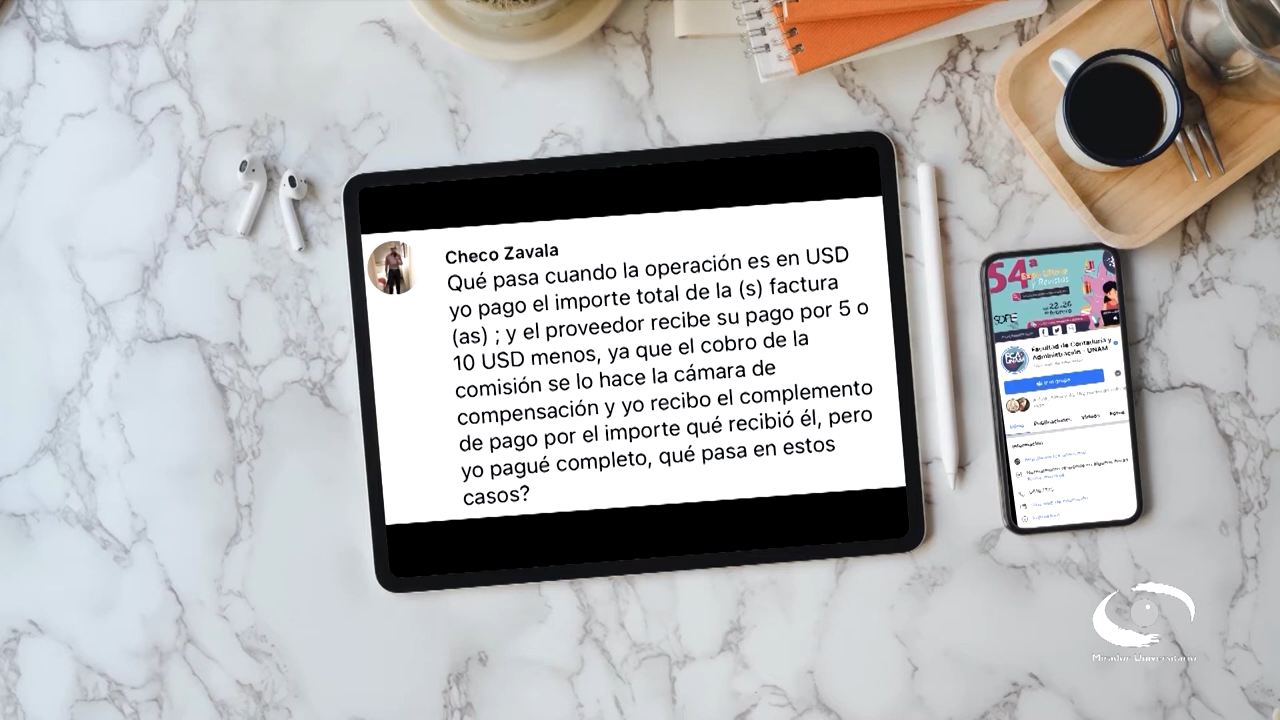 Checo Zavala
Qué pasa cuando la operación es en USD
yo pago el importe total de la (s) factura
(as) ; y el proveedor recibe su pago por 5 o
10 USD menos, ya que el cobro de la
comisión se lo hace la cámara de
compensación y yo recibo el complemento
de pago por el importe qué recibió él, pero
yo pagué completo, qué pasa en estos
casos?
54ª
Facultad de Contaduría y
Administración - UNAM
Mirador Universitario